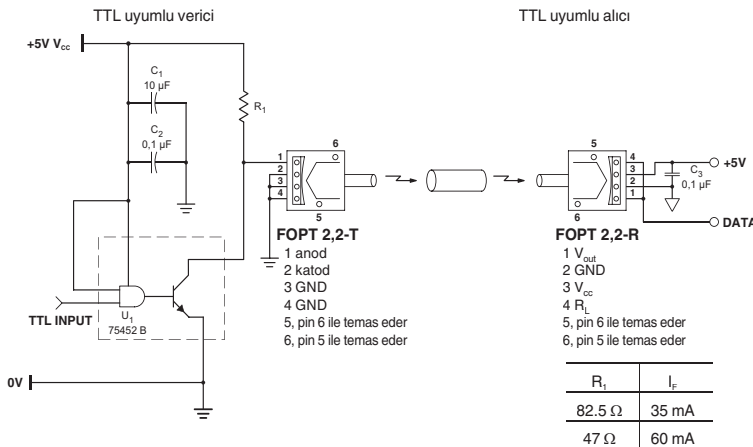 TTL uyumlu verici
TTL uyumlu alıcı
+5V Vcc
C1
10 µF
C2
0,1 µF
R1
6
1
2
3
4
5
5
4
3
2
1
6
+5V
C3
0,1 µF
DATA
FOPT 2,2-T
1 anod
2 katod
3 GND
4 GND
5, pin 6 ile temas eder
6, pin 5 ile temas eder
FOPT 2,2-R
1 Vout
2 GND
3 Vcc
4 RL
5, pin 6 ile temas eder
6, pin 5 ile temas eder
TTL INPUT
U1
75452 B
0V
R1 IF
82.5 Ω 35 mA
47 Ω 60 mA